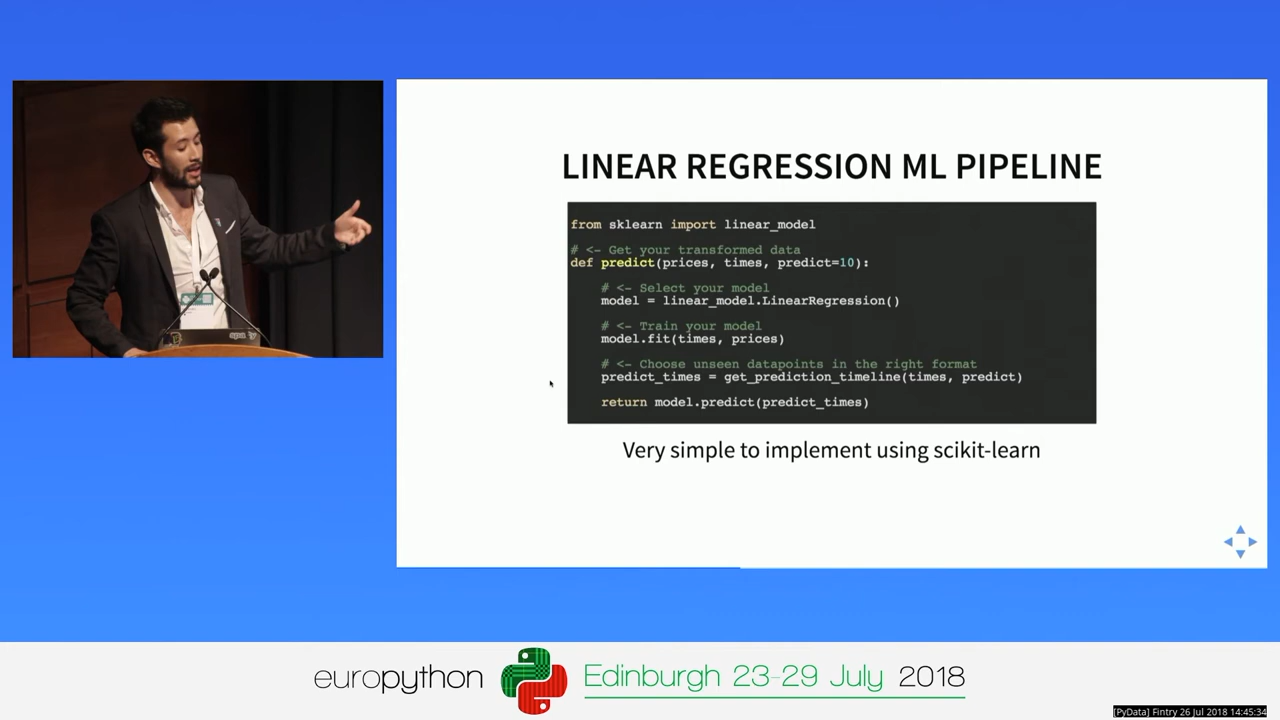 LINEAR REGRESSION ML PIPELINE
from sklearn import linear_model
# <- Get your transformed data
def predict(prices, times, predict=10):
# <- Select your model
model = linear_model.LinearRegression()
# <- Train your model
model.fit(times, prices)
# <- Choose unseen datapoints in the right format
predict_times = get_prediction_timeline(times, predict)
return model.predict(predict_times)
Very simple to implement using scikit-learn
europython Edinburgh 23-29 July 2018
[PyData] Fintry 26 Jul 2018 14:45:34